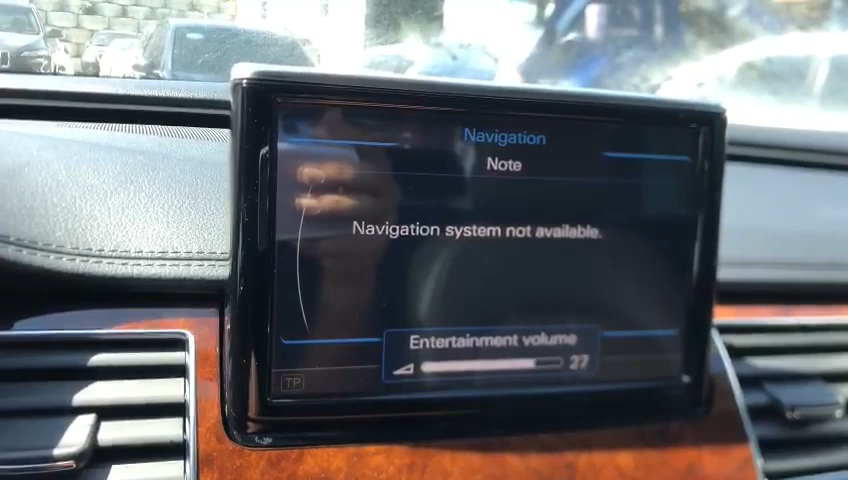 Navigation
Note
Navigation system not available.
Entertainment volume
27
TP